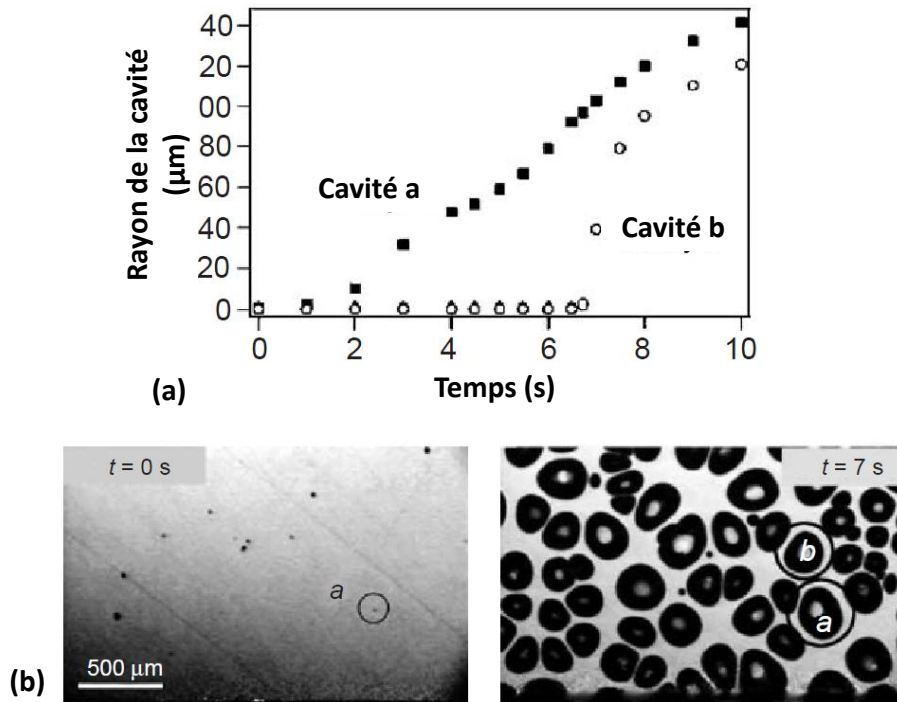 Rayon de la cavité
(μm)
40
20
00
80
60
40
20
0
Cavité a
Cavité b
0
2
4
6
8
10
(a)
Temps (s)
t = 0 s
t = 7 s
a
b
a
500 μm
(b)